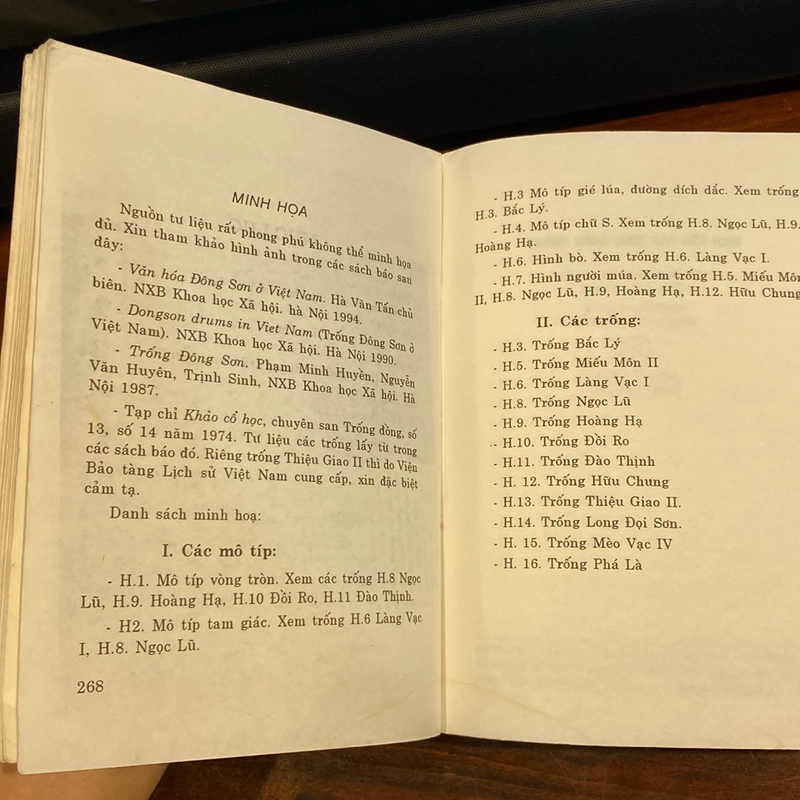 MINH HỌA
Nguồn tư liệu rất phong phú không thể minh họa
đủ. Xin tham khảo hình ảnh trong các sách báo sau
đây:
- Văn hóa Đông Sơn ở Việt Nam. Hà Văn Tấn chủ
biên. NXB Khoa học Xã hội. hà Nội 1994.
- Dongson drums in Viet Nam (Trống Đông Sơn ở
Việt Nam). NXB Khoa học Xã hội. Hà Nội 1990.
- Trống Đông Sơn. Phạm Minh Huyền, Nguyễn
Văn Huyên, Trịnh Sinh, NXB Khoa học Xã hội. Hà
Nội 1987.
- Tạp chỉ Khảo cổ học, chuyên san Trống đồng, số
13, số 14 năm 1974. Tư liệu các trống lấy từ trong
các sách báo đó. Riêng trống Thiệu Giao II thì do Viện
Bảo tàng Lịch sử Việt Nam cung cấp, xin đặc biệt
cảm tạ.
Danh sách minh hoạ:
I. Các mô típ:
- H.1. Mô típ vòng tròn. Xem các trống H.8 Ngọc
Lũ, H.9. Hoàng Hạ, H.10 Đồi Ro, H.11 Đào Thịnh.
- H2. Mô típ tam giác. Xem trống H.6 Làng Vạc
I, H.8. Ngọc Lũ.
268
- H.3 Mô típ gié lúa, đường dích dắc. Xem trống
H.3. Bắc Lý.
- H.4. Mô típ chữ S. Xem trống H.8. Ngọc Lũ, H.9.
Hoàng Hạ.
- H.6. Hình bò. Xem trống H.6. Làng Vạc I.
- H.7. Hình người múa. Xem trống H.5. Miếu Môn
II, H.8. Ngọc Lũ, H.9, Hoàng Hạ, H.12. Hữu Chung
II. Các trống:
- H.3. Trống Bắc Lý
- H.5. Trống Miếu Môn II
- H.6. Trống Làng Vạc I
- H.8. Trống Ngọc Lũ
- H.9. Trống Hoàng Hạ
- H.10. Trống Đồi Ro
- H.11. Trống Đào Thịnh
- H. 12. Trống Hữu Chung
- H.13. Trống Thiệu Giao II.
- H.14. Trống Long Đọi Sơn.
- H. 15. Trống Mèo Vạc IV
- H. 16. Trống Phá Là